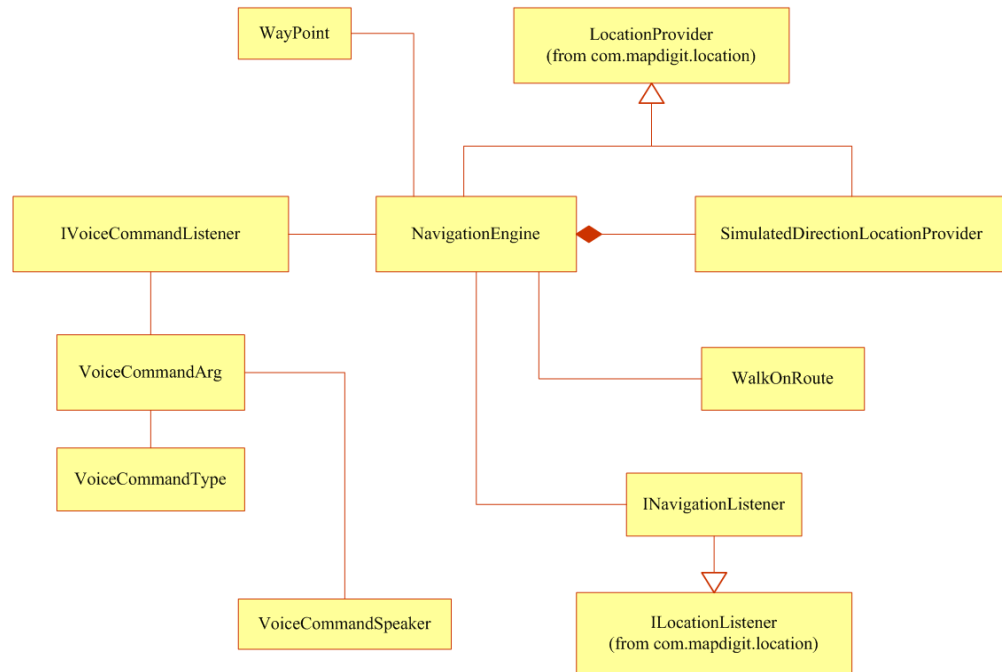 WayPoint
LocationProvider
(from com.mapdigit.location)
IVoiceCommandListener
NavigationEngine
SimulatedDirectionLocationProvider
VoiceCommandArg
WalkOnRoute
VoiceCommandType
INavigationListener
VoiceCommandSpeaker
ILocationListener
(from com.mapdigit.location)